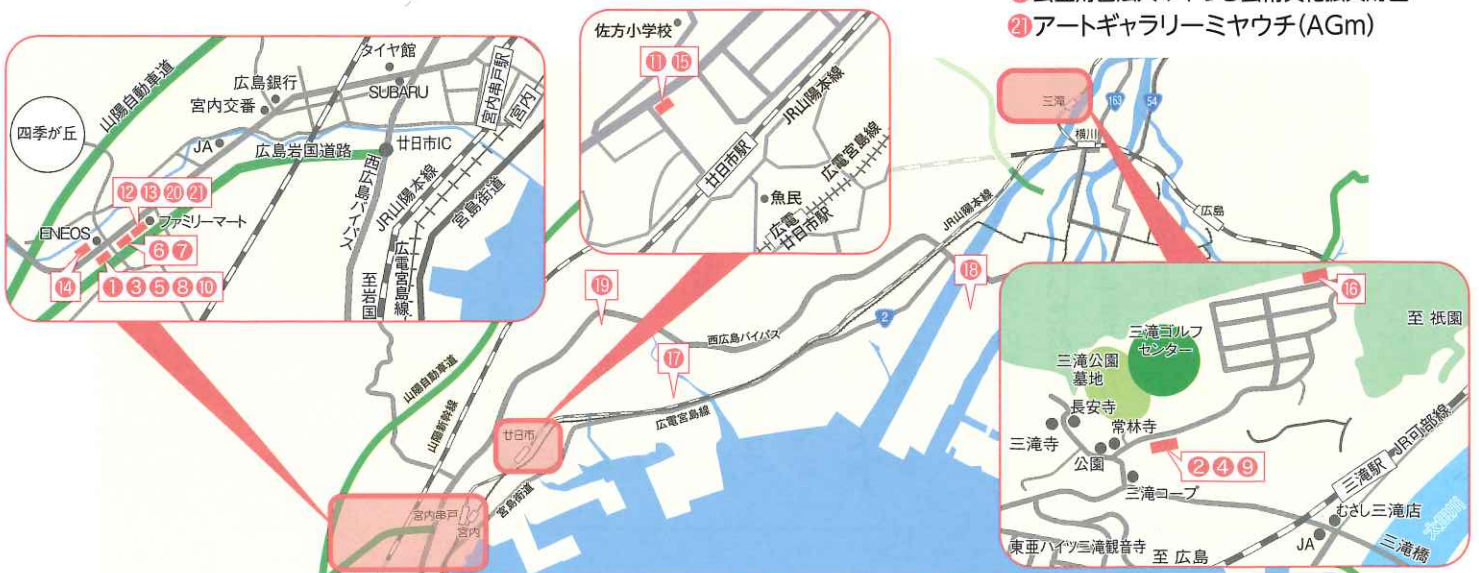 ㉑アートギャラリーミヤウチ(AGm)
山陽自動車道
四季が丘
広島銀行
宮内交番
タイヤ館
SUBARU
宮内串戸駅
宮内
JA
広島岩国道路
廿日市IC
西広島バイパス
JR山陽本線
宮島街道
広電宮島線
至岩国
⑫⑬⑳㉑
ファミリーマート
ENEOS
⑥⑦
⑭
①③⑤⑧⑩
佐方小学校
⑪⑮
JR山陽本線
廿日市駅
広電宮島線
魚民
広電
廿日市駅
三滝
163
54
横川
広島
JR山陽本線
⑱
⑲
西広島バイパス
2
⑰
広電宮島線
山陽自動車道
山陽新幹線
廿日市
宮島街道
宮内串戸
宮内
⑯
至 祇園
三滝ゴルフ
センター
三滝公園
墓地
長安寺
常林寺
三滝寺
公園
②④⑨
三滝コープ
JR可部線
三滝駅
むさし三滝店
太田川
JA
三滝橋
東亜ハイツ三滝観音寺
至 広島